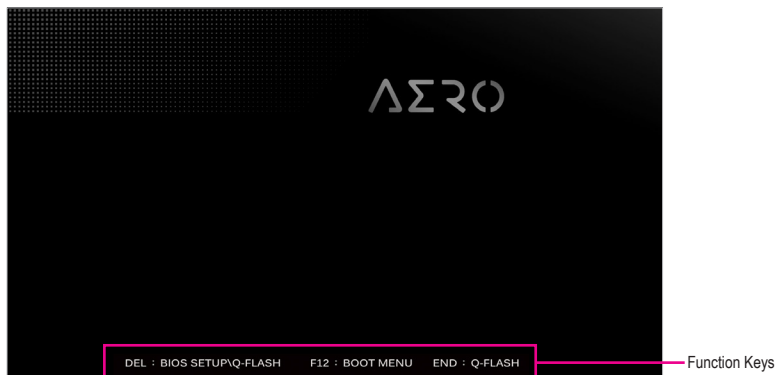 AERO
DEL : BIOS SETUP\Q-FLASH F12 : BOOT MENU END : Q-FLASH
Function Keys